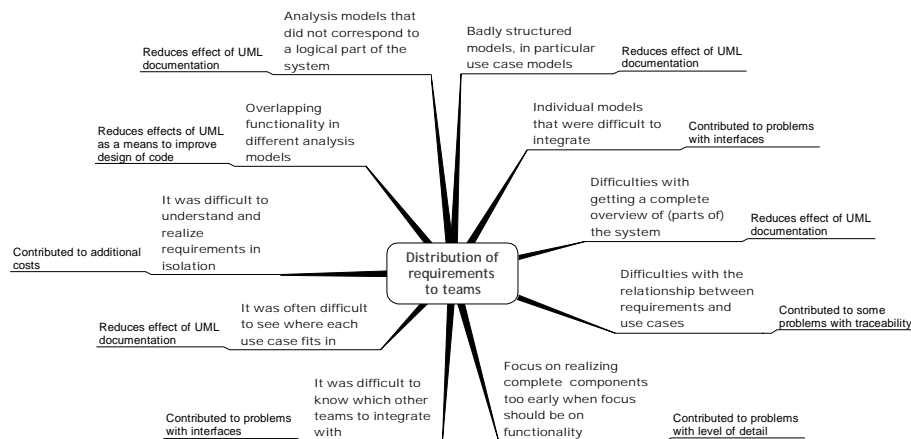 Analysis models that
did not correspond to
a logical part of the
system
Reduces effect of UML
documentation
Badly structured
models, in particular
use case models
Reduces effect of UML
documentation
Overlapping
functionality in
different analysis
models
Reduces effects of UML
as a means to improve
design of code
Individual models
that were difficult to
integrate
Contributed to problems
with interfaces
It was difficult to
understand and
realize
requirements in
isolation
Contributed to additional
costs
Difficulties with
getting a complete
overview of (parts of)
the system
Reduces effect of UML
documentation
Distribution of
requirements
to teams
Difficulties with the
relationship between
requirements and
use cases
Contributed to some
problems with traceability
It was often difficult
to see where each
use case fits in
Reduces effect of UML
documentation
It was difficult to
know which other
teams to integrate
with
Contributed to problems
with interfaces
Focus on realizing
complete components
too early when focus
should be on
functionality
Contributed to problems
with level of detail